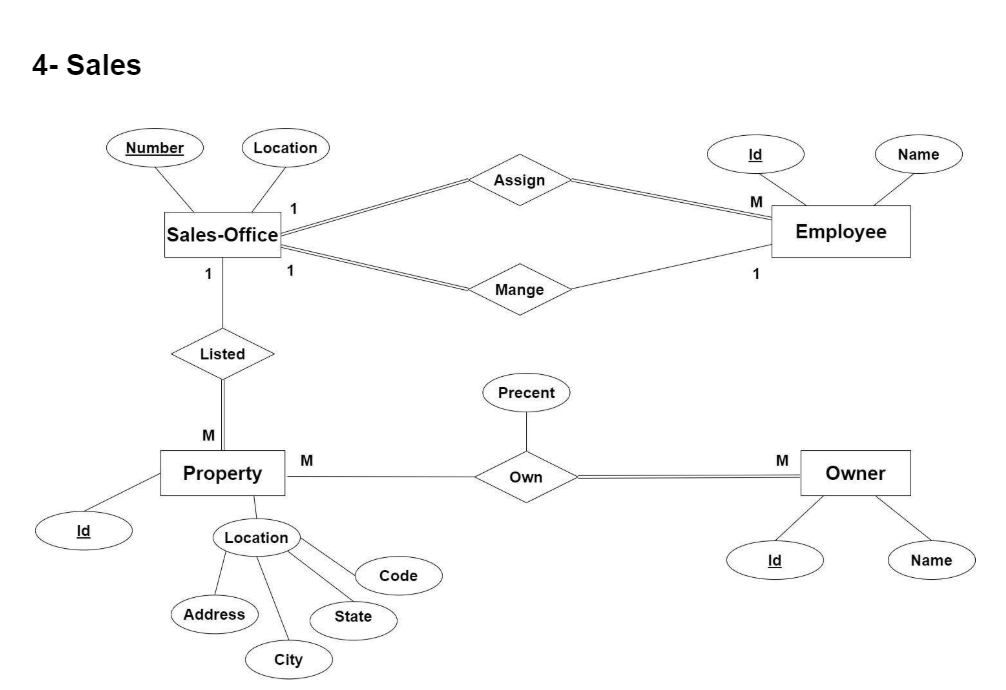 4- Sales
Number
Location
Id
Name
Assign
1
M
Sales-Office
Employee
1
1
1
Mange
Listed
Precent
M
Property
M
M
Own
Owner
Id
Location
Id
Name
Code
Address
State
City